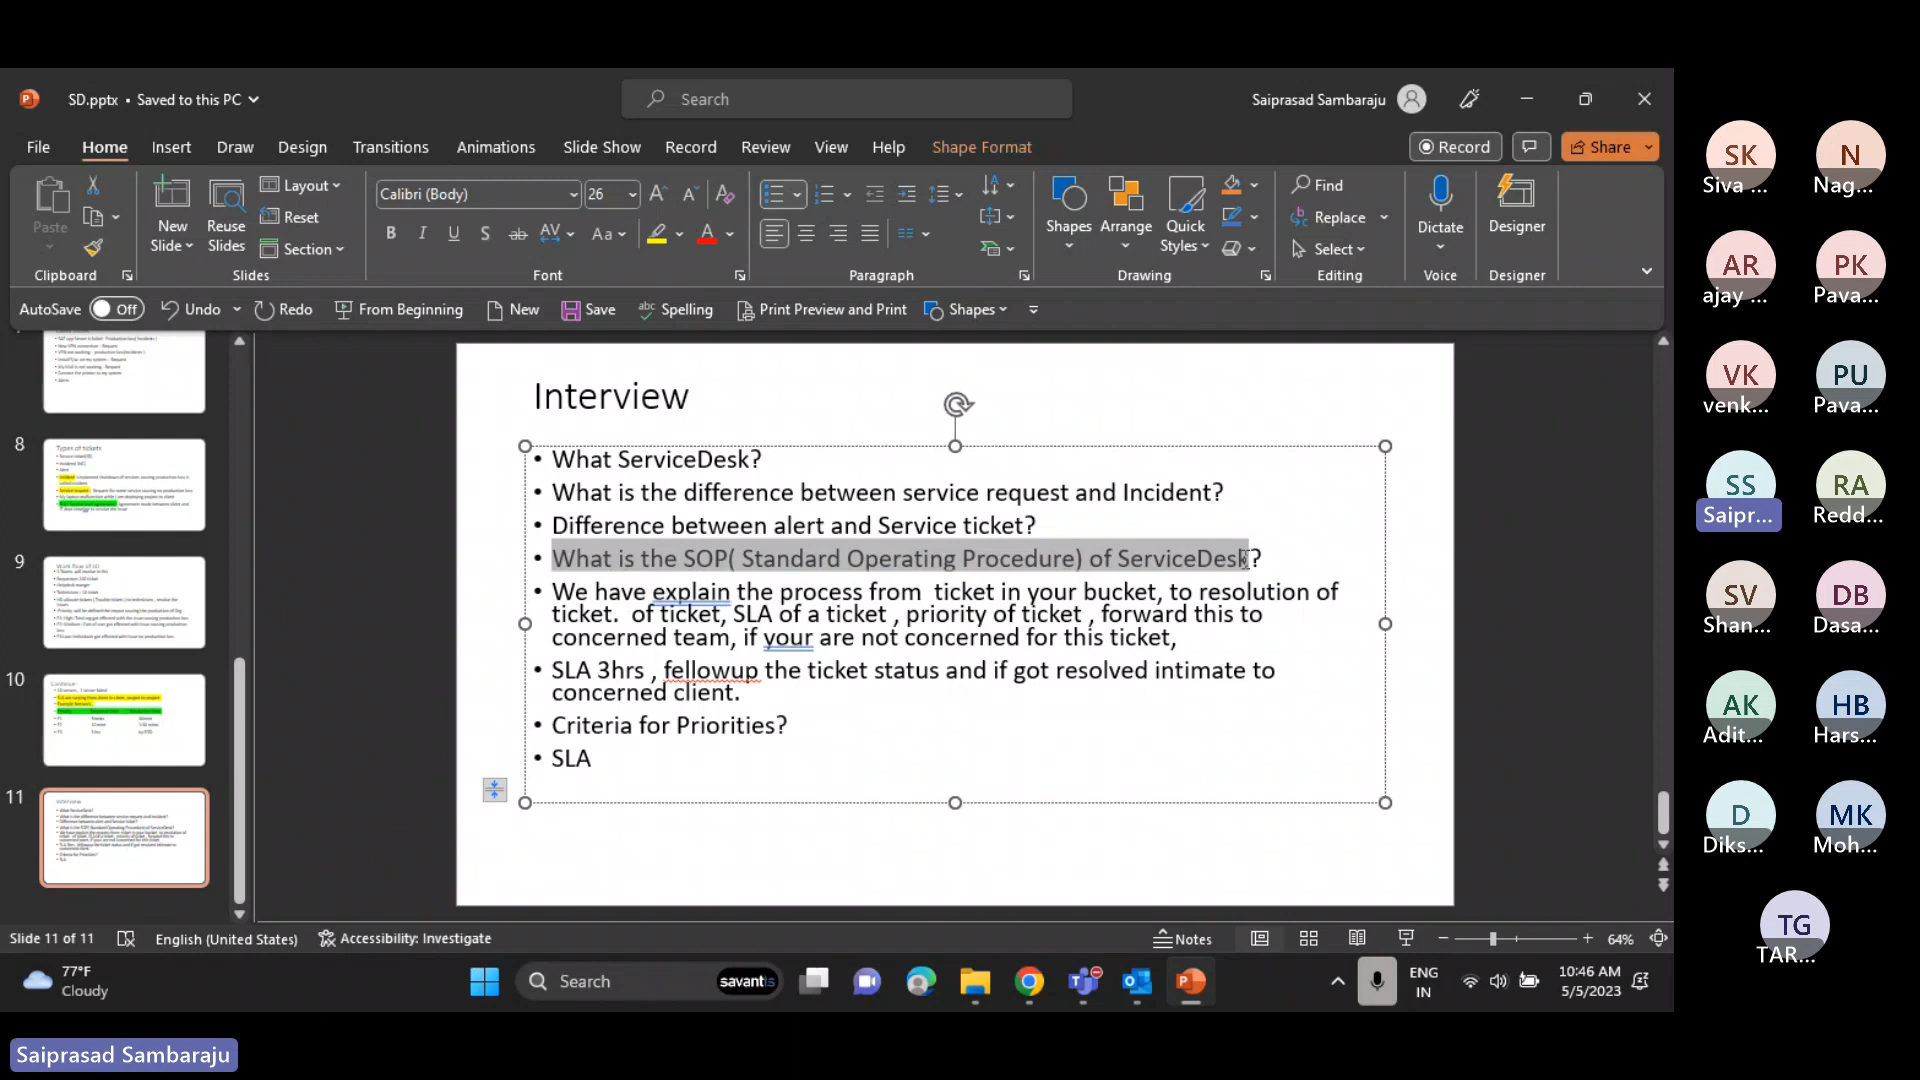 SD.pptx • Saved to this PC
Search
Saiprasad Sambaraju
File Home Insert Draw Design Transitions Animations Slide Show Record Review View Help Shape Format
Record
Share
Paste
Clipboard
New Slide
Reuse Slides
Layout
Reset
Section
Slides
Calibri (Body) 26
Font
Paragraph
Shapes
Arrange
Quick Styles
Drawing
Find
Replace
Select
Editing
Dictate
Voice
Designer
Designer
AutoSave Off Undo Redo From Beginning New Save Spelling Print Preview and Print Shapes
8
Types of tickets
9
10
11
Interview
Interview
• What ServiceDesk?
• What is the difference between service request and Incident?
• Difference between alert and Service ticket?
• What is the SOP( Standard Operating Procedure) of ServiceDesk?
• We have explain the process from ticket in your bucket, to resolution of
ticket. of ticket, SLA of a ticket , priority of ticket , forward this to
concerned team, if your are not concerned for this ticket,
• SLA 3hrs , fellowup the ticket status and if got resolved intimate to
concerned client.
• Criteria for Priorities?
• SLA
Slide 11 of 11 English (United States) Accessibility: Investigate
Notes
64%
77°F
Cloudy
Search
savantis
ENG
IN
10:46 AM
5/5/2023
SK
Siva ...
N
Nag...
AR
ajay ...
PK
Pava...
VK
venk...
PU
Pava...
SS
Saipr...
RA
Redd...
SV
Shan...
DB
Dasa...
AK
Adit...
HB
Hars...
D
Diks...
MK
Moh...
TG
TAR...
Saiprasad Sambaraju